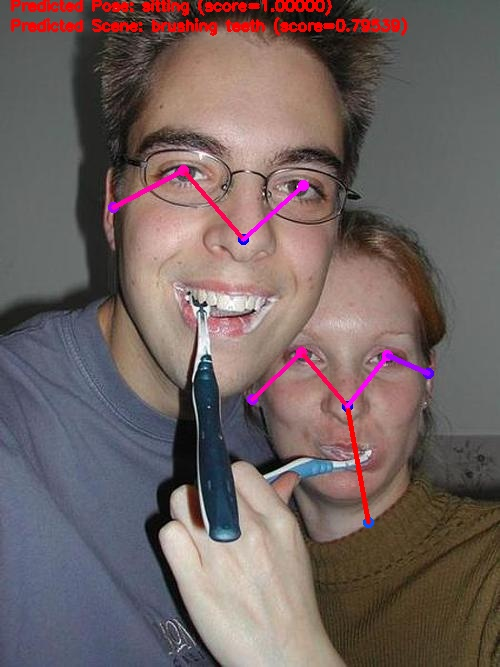 Predicted Pose: sitting (score=1.00000)
Predicted Scene: brushing teeth (score=0.79539)